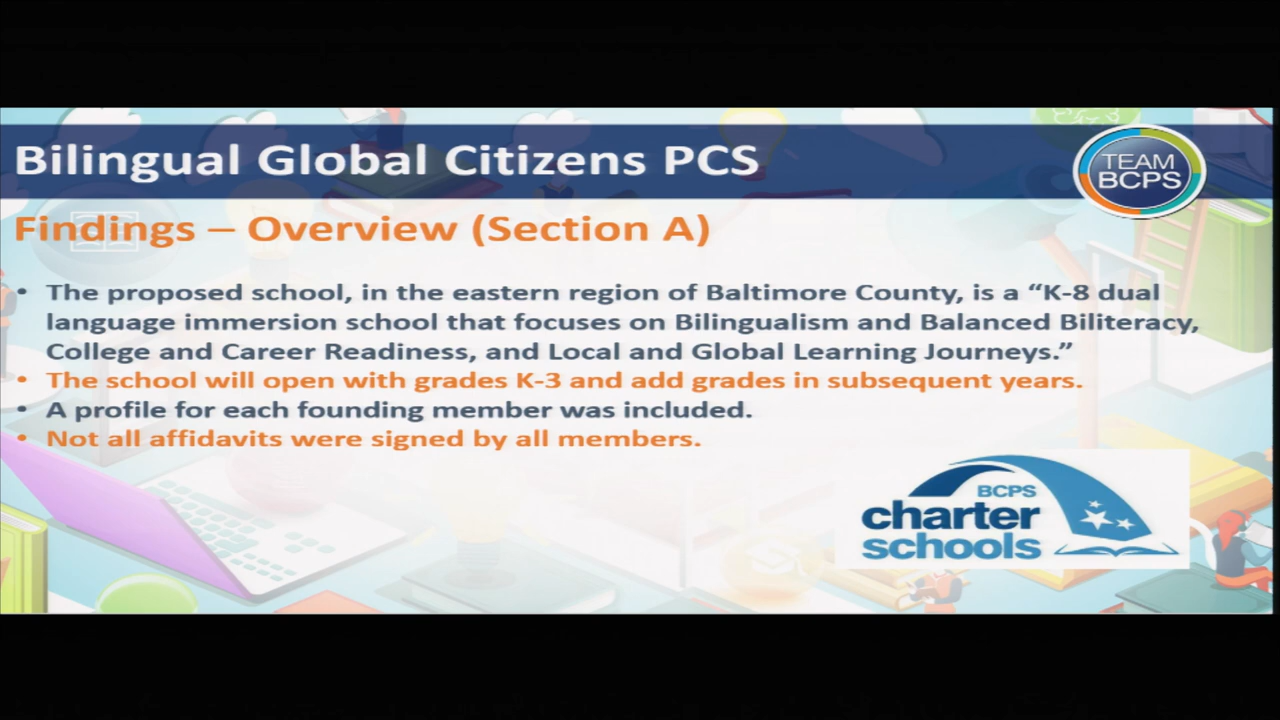 Bilingual Global Citizens PCS
TEAM
BCPS
Findings – Overview (Section A)
• The proposed school, in the eastern region of Baltimore County, is a “K-8 dual
language immersion school that focuses on Bilingualism and Balanced Biliteracy,
College and Career Readiness, and Local and Global Learning Journeys.”
• The school will open with grades K-3 and add grades in subsequent years.
• A profile for each founding member was included.
• Not all affidavits were signed by all members.
BCPS
charter
schools